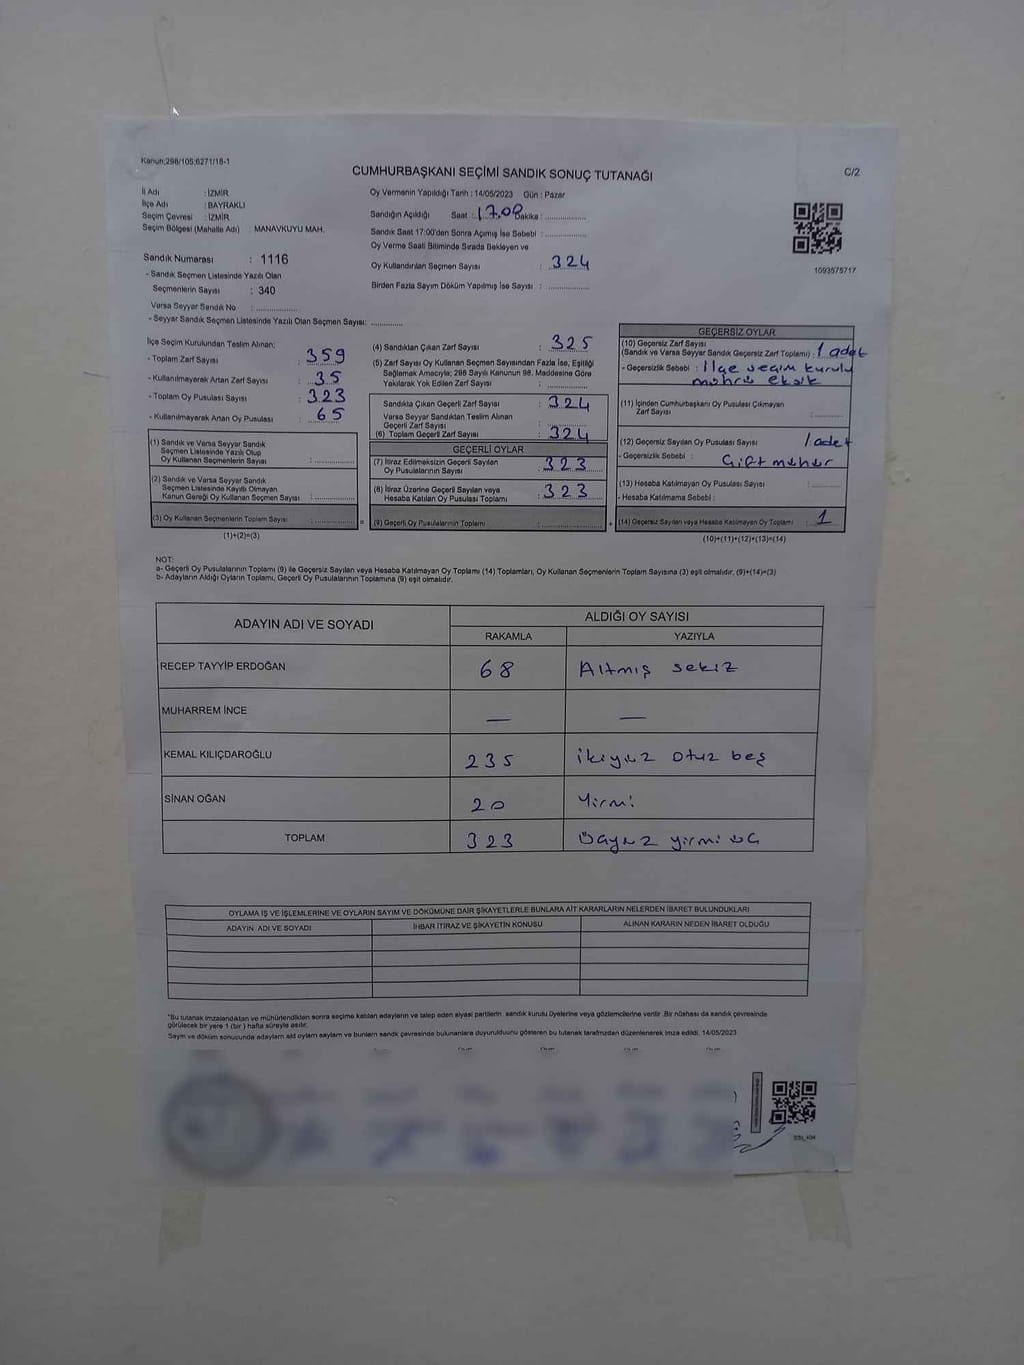 Kanun;298/105;6271/18-1
CUMHURBAŞKANI SEÇİMİ SANDIK SONUÇ TUTANAĞI
C/2
İl Adı : İZMİR
İlçe Adı : BAYRAKLI
Seçim Çevresi : İZMİR
Seçim Bölgesi (Mahalle Adı) : MANAVKUYU MAH.
Sandık Numarası : 1116
- Sandık Seçmen Listesinde Yazılı Olan
Seçmenlerin Sayısı : 340
Varsa Seyyar Sandık No : ..............
- Seyyar Sandık Seçmen Listesinde Yazılı Olan Seçmen Sayısı: ............
Oy Vermenin Yapıldığı Tarih : 14/05/2023 Gün : Pazar
Sandığın Açıldığı Saat : 17.00 Dakika : ..............
Sandık Saat 17:00'den Sonra Açımış İse Sebebi : ..............
Oy Verme Saati Bitiminde Sırada Bekleyen ve
Oy Kullandırılan Seçmen Sayısı : 324
Birden Fazla Sayım Döküm Yapılmış İse Sayısı : ..............
1093575717
İlçe Seçim Kurulundan Teslim Alınan;
- Toplam Zarf Sayısı : 359
- Kullanılmayarak Artan Zarf Sayısı : 35
- Toplam Oy Pusulası Sayısı : 323
- Kullanılmayarak Artan Oy Pusulası : 65
(1) Sandık ve Varsa Seyyar Sandık
Seçmen Listesinde Yazılı Olup
Oy Kullanan Seçmenlerin Sayısı : ..............
(2) Sandık ve Varsa Seyyar Sandık
Seçmen Listesinde Kayıtlı Olmayan
Kanun Gereği Oy Kullanan Seçmen Sayısı : ..............
(3) Oy Kullanan Seçmenlerin Toplam Sayısı : ..............
(1)+(2)=(3)
(4) Sandıktan Çıkan Zarf Sayısı : 325
(5) Zarf Sayısı Oy Kullanan Seçmen Sayısından Fazla İse, Eşitliği
Sağlamak Amacıyla; 298 Sayılı Kanunun 98. Maddesine Göre
Yakılarak Yok Edilen Zarf Sayısı : ..............
Sandıkta Çıkan Geçerli Zarf Sayısı : 324
Varsa Seyyar Sandıktan Teslim Alınan
Geçerli Zarf Sayısı : ..............
(6) Toplam Geçerli Zarf Sayısı : 324
GEÇERLİ OYLAR
(7) İtiraz Edilmeksizin Geçerli Sayılan
Oy Pusulalarının Sayısı : 323
(8) İtiraz Üzerine Geçerli Sayılan veya
Hesaba Katılan Oy Pusulası Toplamı : 323
(9) Geçerli Oy Pusulalarının Toplamı : ..............
GEÇERSİZ OYLAR
(10) Geçersiz Zarf Sayısı
(Sandık ve Varsa Seyyar Sandık Geçersiz Zarf Toplamı) : 1 adet
- Geçersizlik Sebebi : İlçe seçim kurulu
mührü eksik
(11) İçinden Cumhurbaşkanı Oy Pusulası Çıkmayan
Zarf Sayısı : ..............
(12) Geçersiz Sayılan Oy Pusulası Sayısı 1 adet
- Geçersizlik Sebebi : Çift mühür
(13) Hesaba Katılmayan Oy Pusulası Sayısı : ..............
- Hesaba Katılmama Sebebi :
(14) Geçersiz Sayılan veya Hesaba Katılmayan Oy Toplamı : 1
(10)+(11)+(12)+(13)=(14)
NOT:
a- Geçerli Oy Pusulalarının Toplamı (9) ile Geçersiz Sayılan veya Hesaba Katılmayan Oy Toplamı (14) Toplamları, Oy Kullanan Seçmenlerin Toplam Sayısına (3) eşit olmalıdır. (9)+(14)=(3)
b- Adayların Aldığı Oyların Toplamı, Geçerli Oy Pusulalarının Toplamına (9) eşit olmalıdır.
ADAYIN ADI VE SOYADI
ALDIĞI OY SAYISI
RAKAMLA YAZIYLA
RECEP TAYYİP ERDOĞAN 68 Altmış sekiz
MUHARREM İNCE — —
KEMAL KILIÇDAROĞLU 235 ikiyüz otuz beş
SİNAN OĞAN 20 Yirmi
TOPLAM 323 Üçyüz yirmi üç
OYLAMA İŞ VE İŞLEMLERİNE VE OYLARIN SAYIM VE DÖKÜMÜNE DAİR ŞİKAYETLERLE BUNLARA AİT KARARLARIN NELERDEN İBARET BULUNDUKLARI
ADAYIN ADI VE SOYADI İHBAR İTİRAZ VE ŞİKAYETİN KONUSU ALINAN KARARIN NEDEN İBARET OLDUĞU
*Bu tutanak imzalandıktan ve mühürlendikten sonra seçime katılan adayların ve talep eden siyasi partilerin sandık kurulu üyelerine veya gözlemcilerine verilir. Bir nüshası da sandık çevresinde
görülecek bir yere 1 (bir) hafta süreyle asılır.
Sayım ve döküm sonucunda adayların aldı oyların sayım ve bunların sandık çevresinde bulunanlara duyurulduunu gösteren bu tutanak tarafımızdan düzenlenerek imza edildi. 14/05/2023